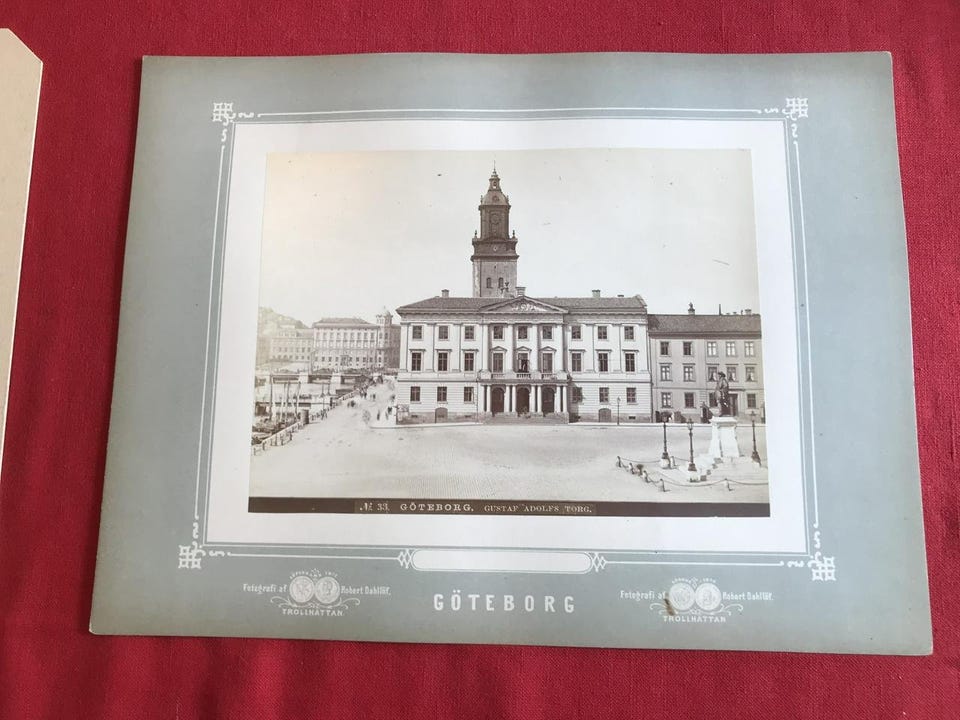 № 33. GÖTEBORG. GUSTAF ADOLFS TORG.
Fotografi af Robert Dahllöf.
TROLLHÄTTAN
GÖTEBORG
Fotografi af Robert Dahllöf.
TROLLHÄTTAN